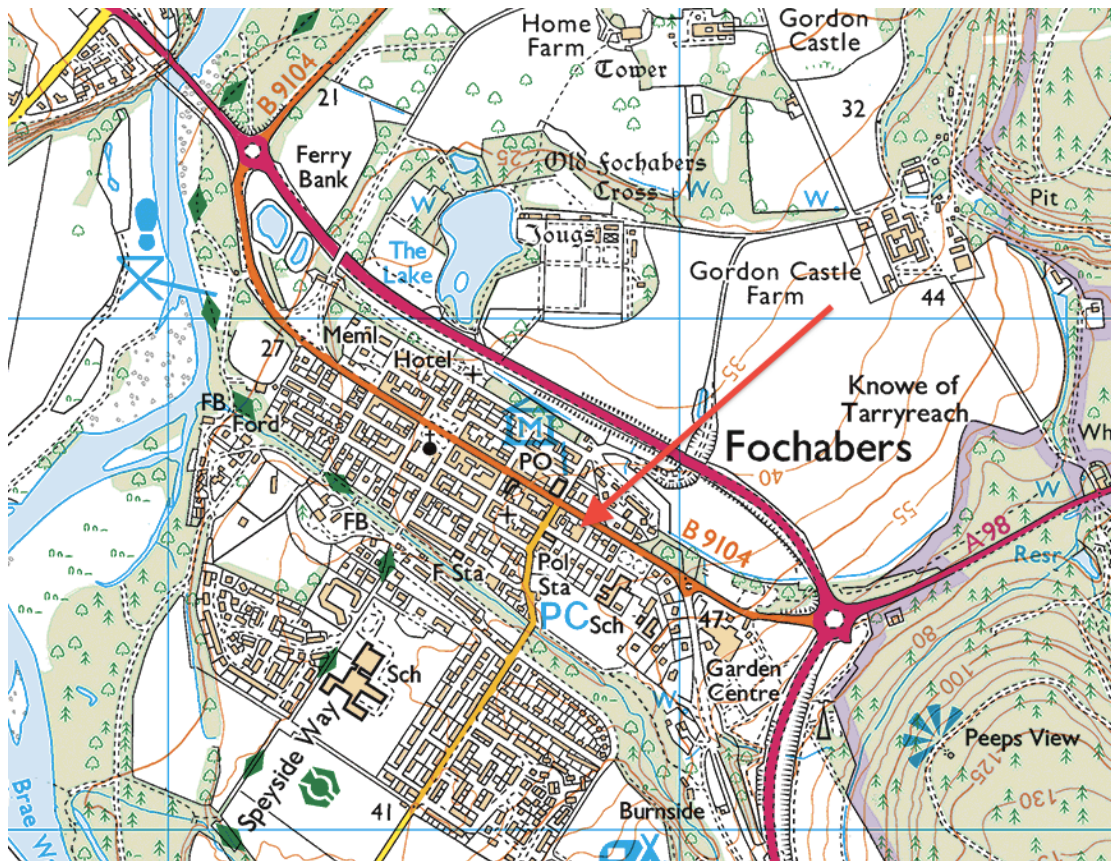 Home
Farm
Gordon
Castle
Tower
B 9104
21
32
Ferry
Bank
25
Old Fochabers
Cross
W
W
W
Pit
Jougs
The
Lake
Gordon Castle
Farm
44
Meml
27
Hotel
35
Knowe of
Tarryreach
FB
Ford
M
Wh
PO
Fochabers
40
55
W
FB
B 9104
A 98
Resr
F Sta
Pol
Sta
PC
Sch
47
80
100
Sch
Garden
Centre
W
Speyside Way
Peeps View
125
130
Brae W
41
Burnside